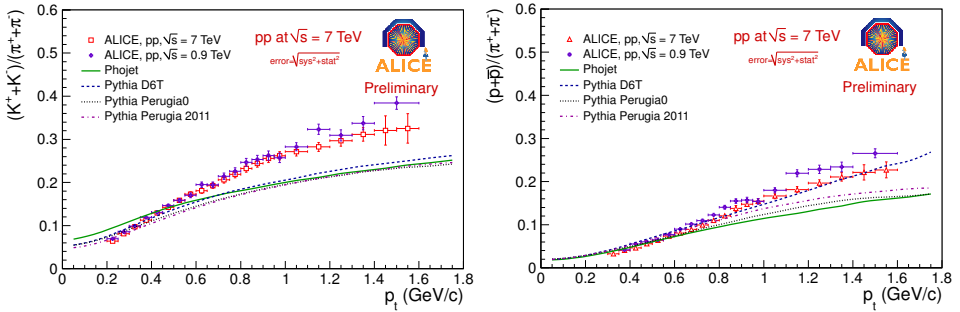 (K⁺+K⁻)/(π⁺+π⁻)
0.6
0.5
0.4
0.3
0.2
0.1
0
ALICE, pp, √s = 7 TeV
ALICE, pp, √s = 0.9 TeV
Phojet
Pythia D6T
Pythia Perugia0
Pythia Perugia 2011
pp at √s = 7 TeV
error=√sys²+stat²
ALICE
Preliminary
0 0.2 0.4 0.6 0.8 1 1.2 1.4 1.6 1.8
pₜ (GeV/c)
(p+p̅)/(π⁺+π⁻)
0.6
0.5
0.4
0.3
0.2
0.1
0
ALICE, pp, √s = 7 TeV
ALICE, pp, √s = 0.9 TeV
Phojet
Pythia D6T
Pythia Perugia0
Pythia Perugia 2011
pp at √s = 7 TeV
error=√sys²+stat²
ALICE
Preliminary
0 0.2 0.4 0.6 0.8 1 1.2 1.4 1.6 1.8
pₜ (GeV/c)